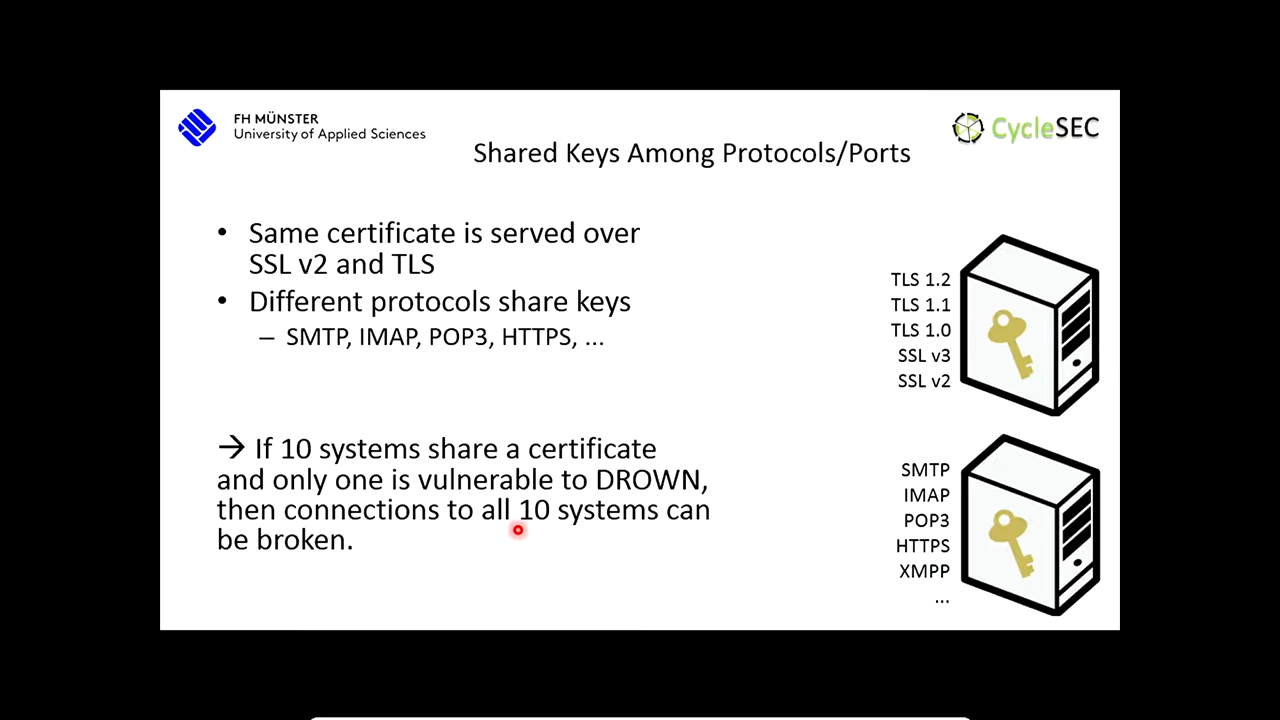 FH MÜNSTER
University of Applied Sciences
CycleSEC
Shared Keys Among Protocols/Ports
• Same certificate is served over
SSL v2 and TLS
• Different protocols share keys
– SMTP, IMAP, POP3, HTTPS, ...
→ If 10 systems share a certificate
and only one is vulnerable to DROWN,
then connections to all 10 systems can
be broken.
TLS 1.2
TLS 1.1
TLS 1.0
SSL v3
SSL v2
SMTP
IMAP
POP3
HTTPS
XMPP
...